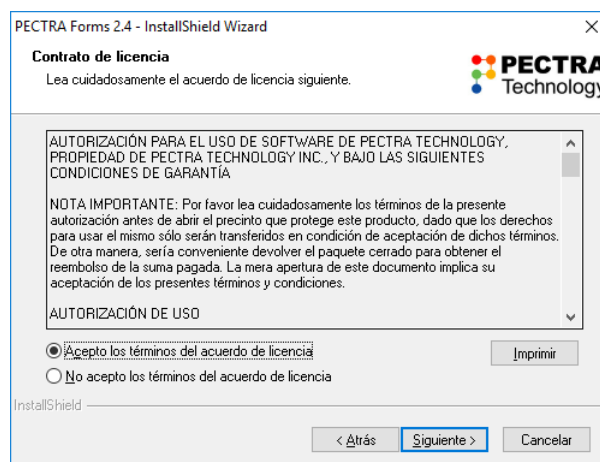 PECTRA Forms 2.4 - InstallShield Wizard
Contrato de licencia
Lea cuidadosamente el acuerdo de licencia siguiente.
PECTRA
Technology
AUTORIZACIÓN PARA EL USO DE SOFTWARE DE PECTRA TECHNOLOGY,
PROPIEDAD DE PECTRA TECHNOLOGY INC., Y BAJO LAS SIGUIENTES
CONDICIONES DE GARANTÍA
NOTA IMPORTANTE: Por favor lea cuidadosamente los términos de la presente
autorización antes de abrir el precinto que protege este producto, dado que los derechos
para usar el mismo sólo serán transferidos en condición de aceptación de dichos términos.
De otra manera, sería conveniente devolver el paquete cerrado para obtener el
reembolso de la suma pagada. La mera apertura de este documento implica su
aceptación de los presentes términos y condiciones.
AUTORIZACIÓN DE USO
Acepto los términos del acuerdo de licencia
Imprimir
No acepto los términos del acuerdo de licencia
InstallShield
< Atrás
Siguiente >
Cancelar